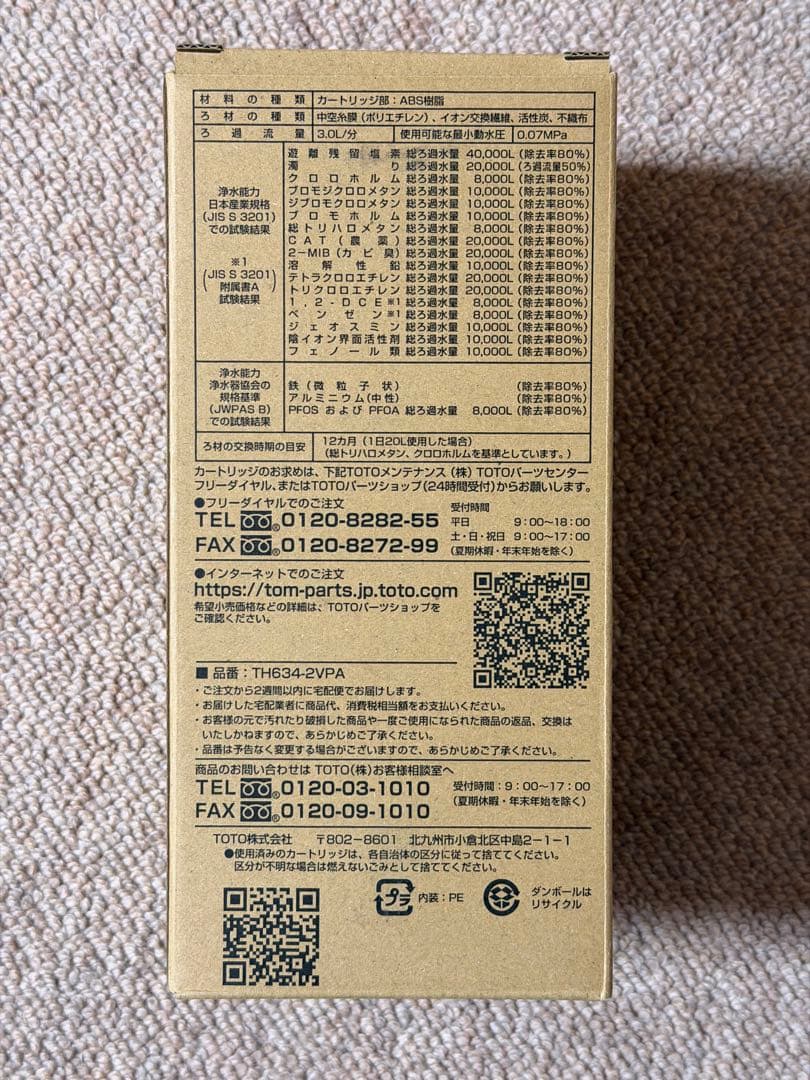 材料の種類 カートリッジ部：ABS樹脂
ろ材の種類 中空糸膜（ポリエチレン）、イオン交換繊維、活性炭、不織布
ろ過流量 3.0L/分 使用可能な最小動水圧 0.07MPa
浄水能力
日本産業規格
(JIS S 3201)
での試験結果
※1
(JIS S 3201
附属書A
試験結果)
遊離残留塩素 総ろ過水量 40,000L（除去率80%）
濁り 総ろ過水量 20,000L（ろ過流量50%）
クロロホルム 総ろ過水量 8,000L（除去率80%）
ブロモジクロロメタン 総ろ過水量 10,000L（除去率80%）
ジブロモクロロメタン 総ろ過水量 10,000L（除去率80%）
ブロモホルム 総ろ過水量 10,000L（除去率80%）
総トリハロメタン 総ろ過水量 8,000L（除去率80%）
CAT（農薬） 総ろ過水量 20,000L（除去率80%）
2-MIB（カビ臭） 総ろ過水量 20,000L（除去率80%）
溶解性鉛 総ろ過水量 10,000L（除去率80%）
テトラクロロエチレン 総ろ過水量 20,000L（除去率80%）
トリクロロエチレン 総ろ過水量 20,000L（除去率80%）
1,2-DCE※1 総ろ過水量 8,000L（除去率80%）
ベンゼン※1 総ろ過水量 8,000L（除去率80%）
ジェオスミン 総ろ過水量 10,000L（除去率80%）
陰イオン界面活性剤 総ろ過水量 10,000L（除去率80%）
フェノール類 総ろ過水量 10,000L（除去率80%）
浄水能力
浄水器協会の
規格基準
(JWPAS B)
での試験結果
鉄（微粒子状） （除去率80%）
アルミニウム（中性） （除去率80%）
PFOS および PFOA 総ろ過水量 8,000L（除去率80%）
ろ材の交換時期の目安 12カ月（1日20L使用した場合）
（総トリハロメタン、クロロホルムを基準としています。）
カートリッジのお求めは、下記TOTOメンテナンス（株）TOTOパーツセンター
フリーダイヤル、またはTOTOパーツショップ（24時間受付）からお願いします。
●フリーダイヤルでのご注文
TEL ®0120-8282-55
FAX ®0120-8272-99
受付時間
平日 9：00～18：00
土・日・祝日 9：00～17：00
（夏期休暇・年末年始を除く）
●インターネットでのご注文
https://tom-parts.jp.toto.com
希望小売価格などの詳細は、TOTOパーツショップを
ご確認ください。
■ 品番：TH634-2VPA
・ご注文から2週間以内に宅配便でお届けします。
・お届けした宅配業者に商品代、消費税相当額をお支払いください。
・お客様の元で汚れたり破損した商品や一度ご使用になられた商品の返品、交換は
いたしかねますので、あらかじめご了承ください。
・品番は予告なく変更する場合がございますので、あらかじめご了承ください。
商品のお問い合わせは TOTO（株）お客様相談室へ
TEL ®0120-03-1010
FAX ®0120-09-1010
受付時間：9：00～17：00
（夏期休暇・年末年始を除く）
TOTO株式会社 〒802-8601 北九州市小倉北区中島2-1-1
●使用済みのカートリッジは、各自治体の区分に従って捨ててください。
区分が不明な場合は燃えないごみとして捨ててください。
プラ 内装：PE
ダンボールは
リサイクル